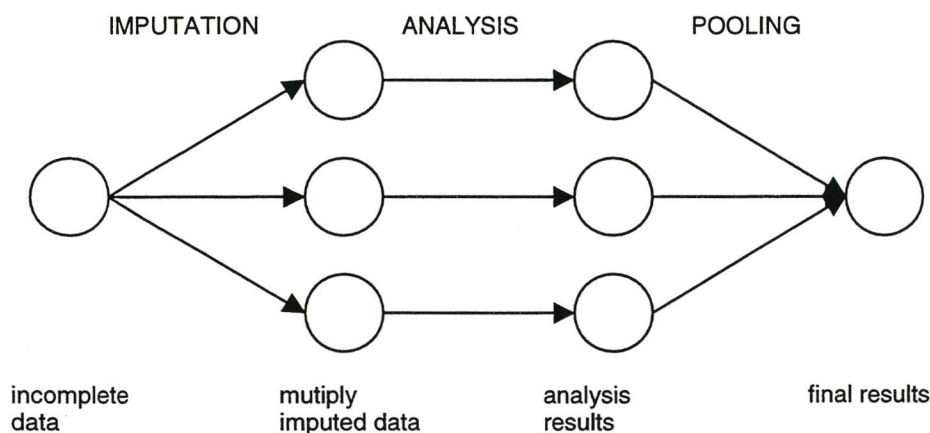 IMPUTATION ANALYSIS POOLING
incomplete
data
mutiply
imputed data
analysis
results
final results